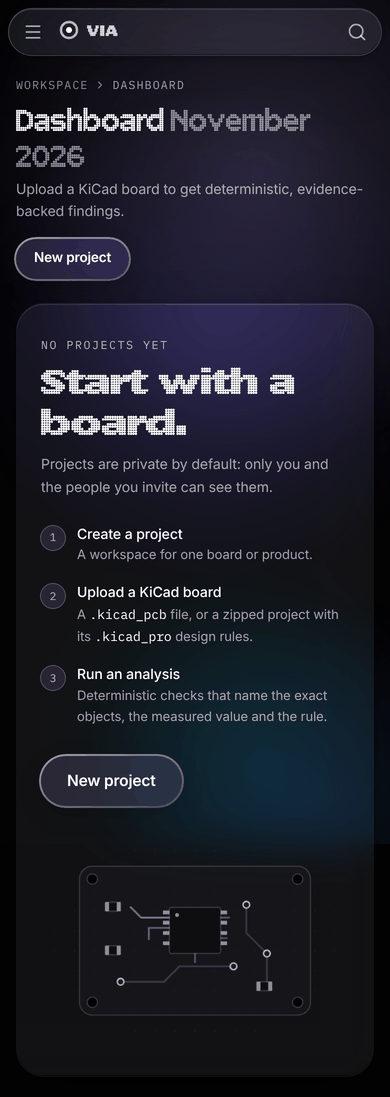 VIA
WORKSPACE > DASHBOARD
Dashboard November
2026
Upload a KiCad board to get deterministic, evidence-
backed findings.
New project
NO PROJECTS YET
Start with a
board.
Projects are private by default: only you and
the people you invite can see them.
1 Create a project
A workspace for one board or product.
2 Upload a KiCad board
A .kicad_pcb file, or a zipped project with
its .kicad_pro design rules.
3 Run an analysis
Deterministic checks that name the exact
objects, the measured value and the rule.
New project